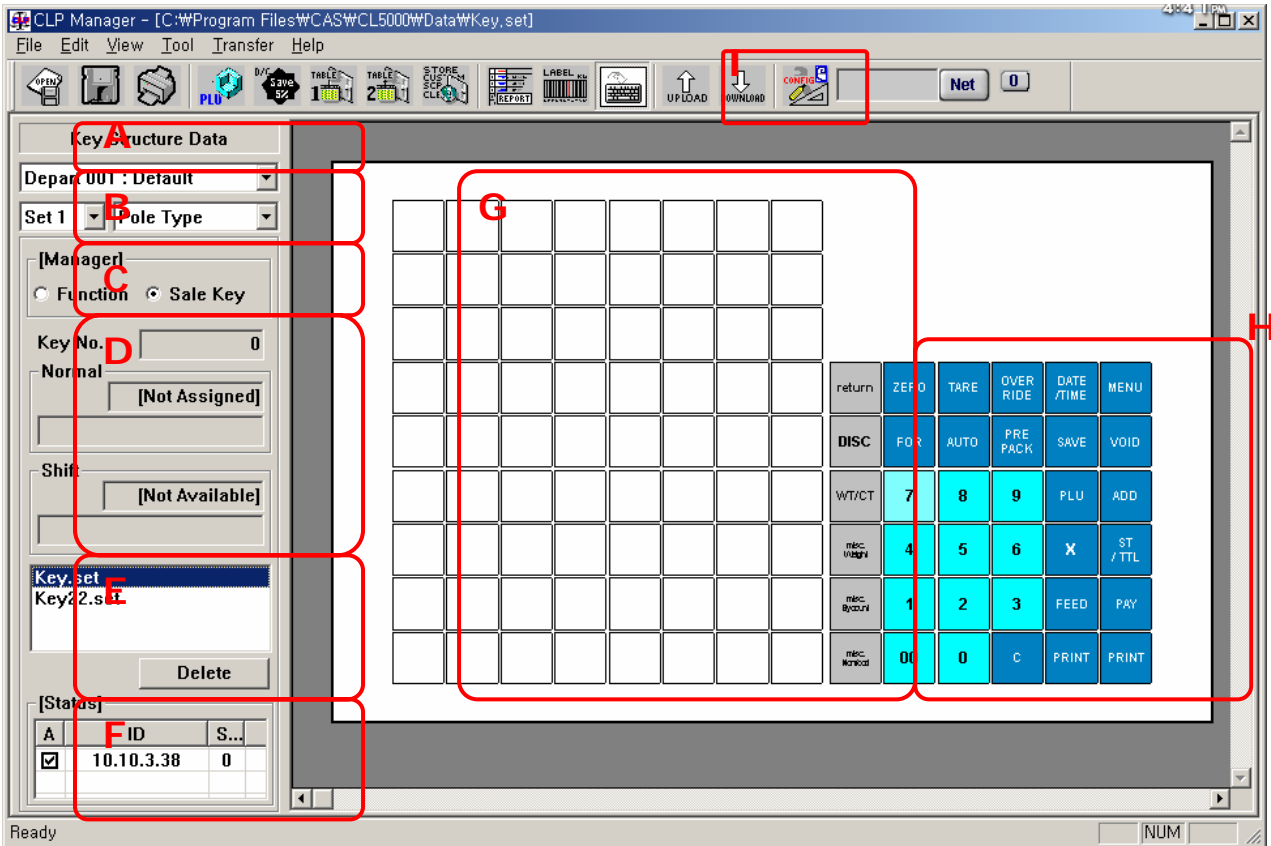 CLP Manager - [C:₩Program Files₩CAS₩CL5000₩Data₩Key,set]
File Edit View Tool Transfer Help
OPEN
PLU
D/C Save 5%
TABLE 1
TABLE 2
STORE
REPORT
LABEL
UPLOAD
I
CONFIG
Net
0
Key Structure Data
A
Depart 001 : Default
Set 1
B
Pole Type
[Manager]
C
Function
Sale Key
Key No.
0
D
Normal
[Not Assigned]
Shift
[Not Available]
Key.set
Key22.set
E
Delete
[Status]
F
A ID S...
10.10.3.38 0
G
H
return ZERO TARE OVER RIDE DATE /TIME MENU
DISC FOR AUTO PRE PACK SAVE VOID
WT/CT 7 8 9 PLU ADD
misc. Weight 4 5 6 X ST / TTL
misc. 1 2 3 FEED PAY
misc. 00 0 C PRINT PRINT
Ready
NUM